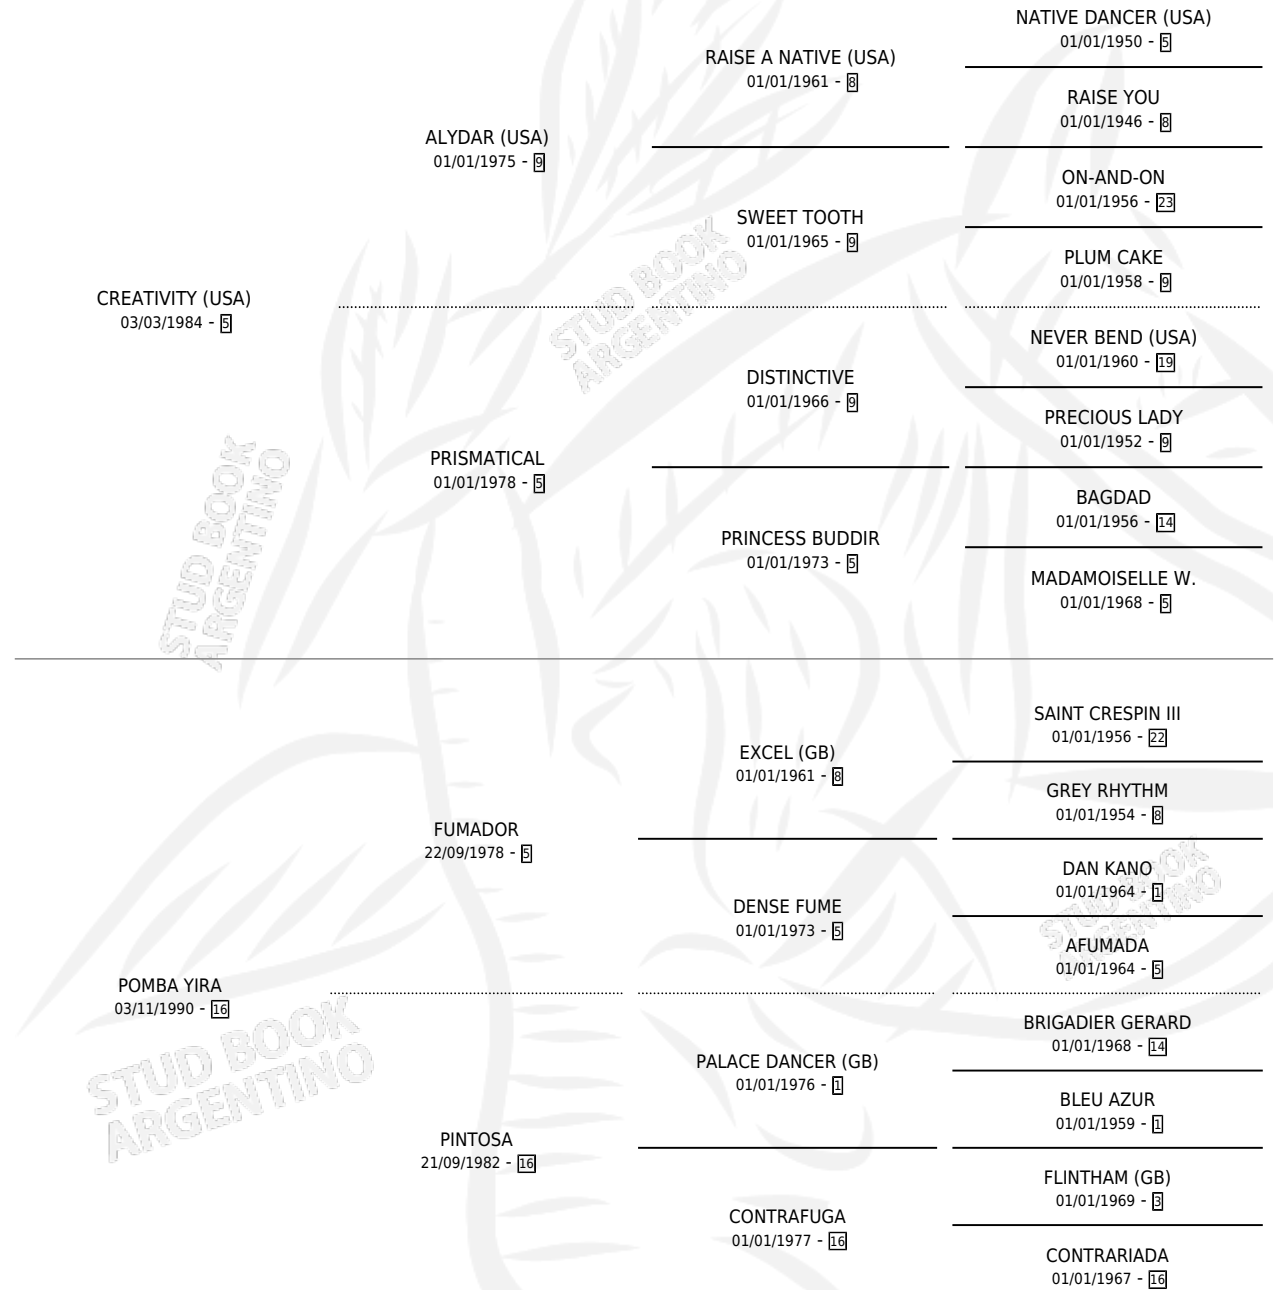 NATIVE DANCER (USA)
01/01/1950 - 5
RAISE A NATIVE (USA)
01/01/1961 - 8
RAISE YOU
01/01/1946 - 8
ALYDAR (USA)
01/01/1975 - 9
ON-AND-ON
01/01/1956 - 23
SWEET TOOTH
01/01/1965 - 9
PLUM CAKE
01/01/1958 - 9
CREATIVITY (USA)
03/03/1984 - 5
NEVER BEND (USA)
01/01/1960 - 19
DISTINCTIVE
01/01/1966 - 9
PRECIOUS LADY
01/01/1952 - 9
PRISMATICAL
01/01/1978 - 5
BAGDAD
01/01/1956 - 14
PRINCESS BUDDIR
01/01/1973 - 5
MADAMOISELLE W.
01/01/1968 - 5
STUD BOOK
ARGENTINO
STUD BOOK
ARGENTINO
SAINT CRESPIN III
01/01/1956 - 22
EXCEL (GB)
01/01/1961 - 8
GREY RHYTHM
01/01/1954 - 8
FUMADOR
22/09/1978 - 5
DAN KANO
01/01/1964 - 1
DENSE FUME
01/01/1973 - 5
AFUMADA
01/01/1964 - 5
POMBA YIRA
03/11/1990 - 16
BRIGADIER GERARD
01/01/1968 - 14
PALACE DANCER (GB)
01/01/1976 - 1
BLEU AZUR
01/01/1959 - 1
PINTOSA
21/09/1982 - 16
FLINTHAM (GB)
01/01/1969 - 3
CONTRAFUGA
01/01/1977 - 16
CONTRARIADA
01/01/1967 - 16
STUD BOOK
ARGENTINO
STUD BOOK
ARGENTINO